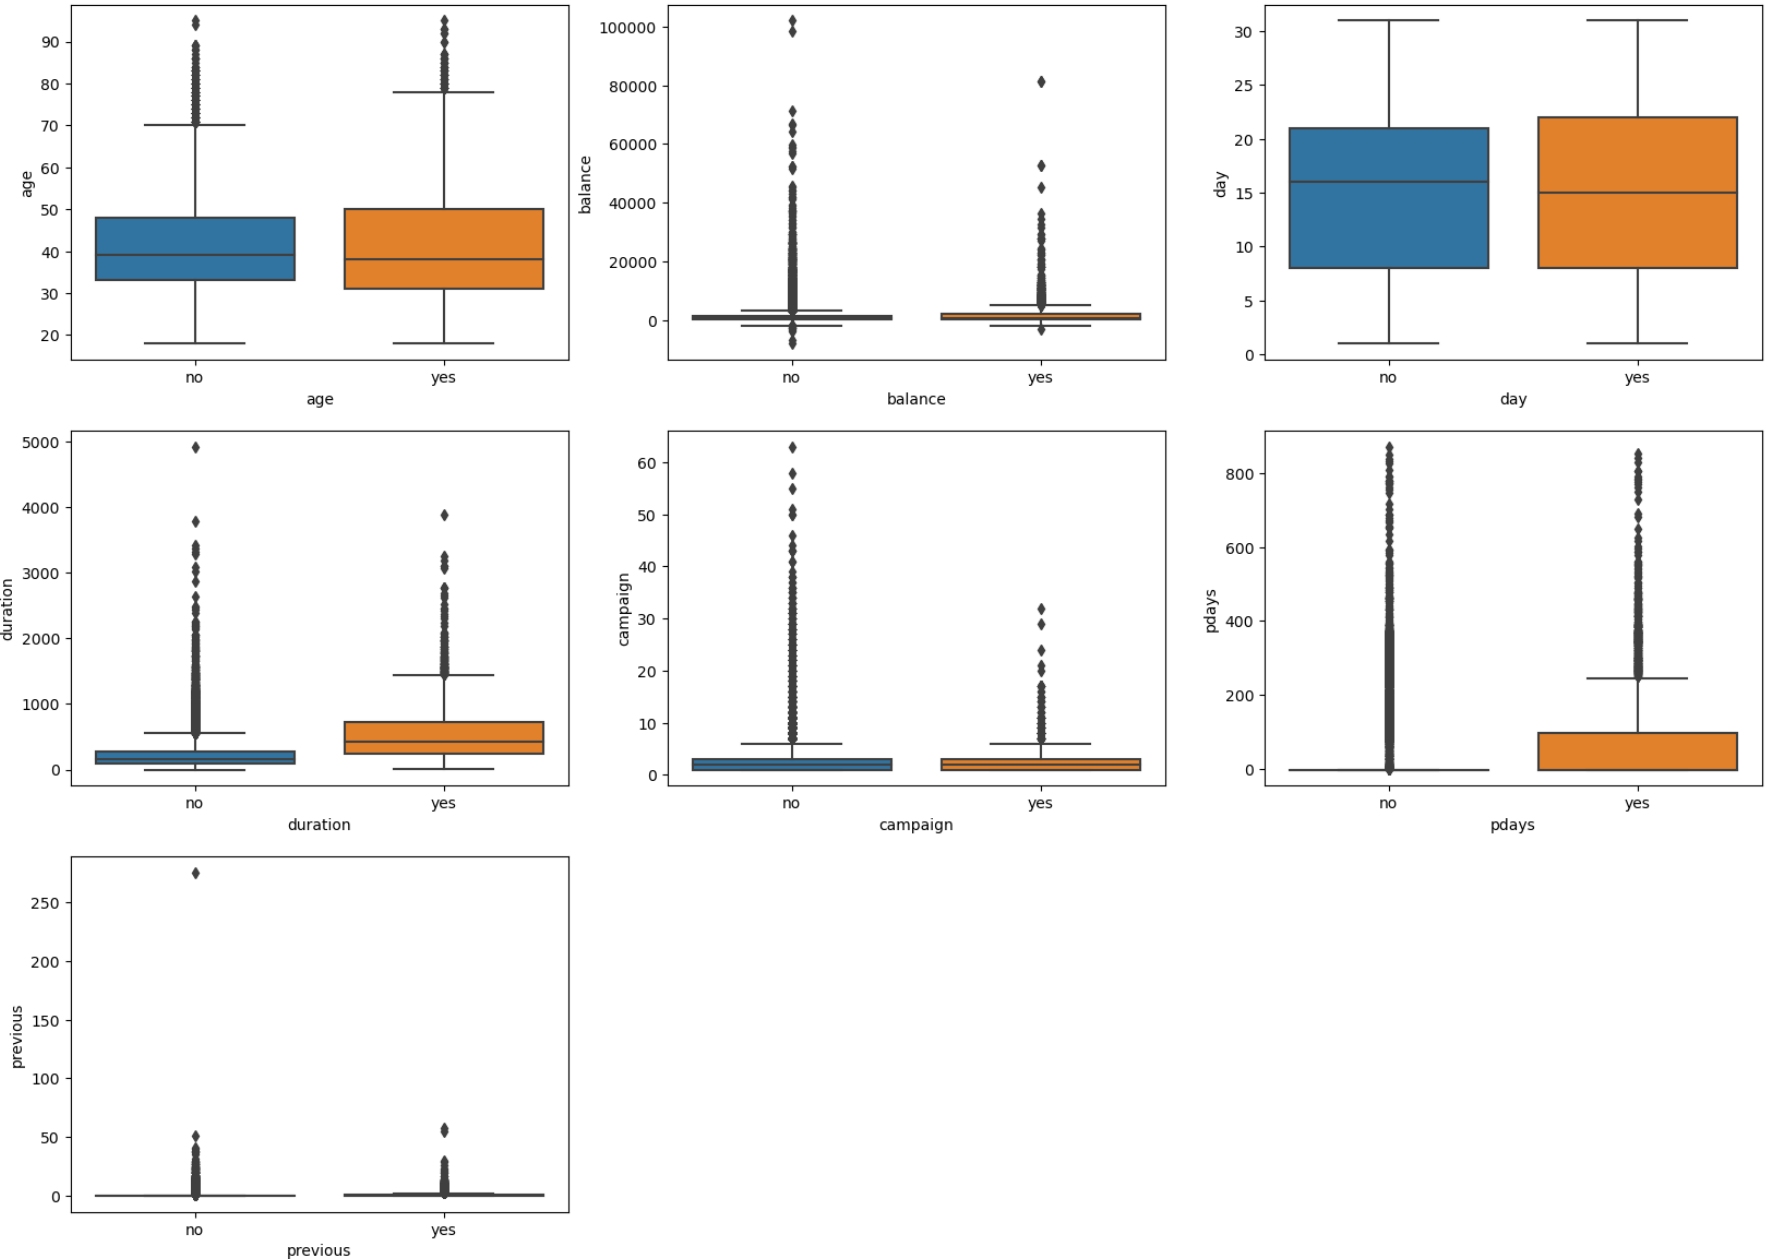 90
80
70
60
50
40
30
20
age
no
yes
age
100000
80000
60000
40000
20000
0
balance
no
yes
balance
30
25
20
15
10
5
0
day
no
yes
day
5000
4000
3000
2000
1000
0
duration
no
yes
duration
60
50
40
30
20
10
0
campaign
no
yes
campaign
800
600
400
200
0
pdays
no
yes
pdays
250
200
150
100
50
0
previous
no
yes
previous